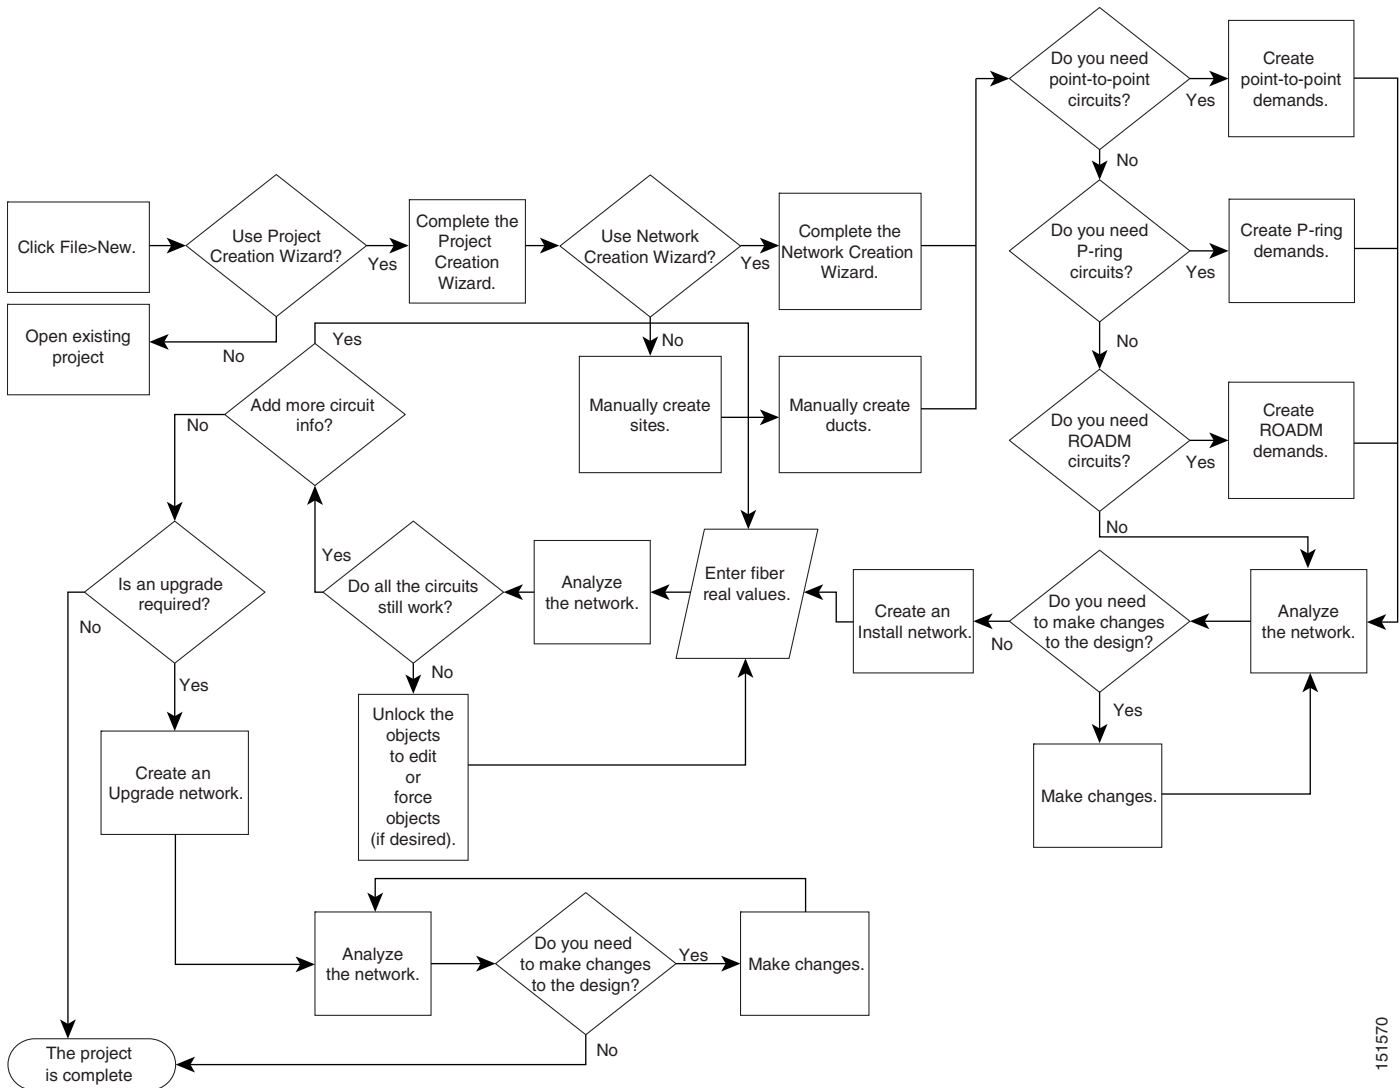 Do you need
point-to-point
circuits?
Yes
Create
point-to-point
demands.
No
Click File>New.
Use Project
Creation Wizard?
Yes
Complete the
Project
Creation
Wizard.
Use Network
Creation Wizard?
Yes
Complete the
Network Creation
Wizard.
Do you need
P-ring
circuits?
Yes
Create P-ring
demands.
No
Open existing
project
No
Yes
No
No
Add more circuit
info?
No
Manually create
sites.
Manually create
ducts.
Do you need
ROADM
circuits?
Yes
Create
ROADM
demands.
No
Is an upgrade
required?
No
Yes
Yes
Do all the circuits
still work?
No
Analyze
the network.
Enter fiber
real values.
Create an
Install network.
No
Do you need
to make changes
to the design?
Yes
Analyze
the network.
Unlock the
objects
to edit
or
force
objects
(if desired).
Make changes.
Create an
Upgrade network.
Analyze
the network.
Do you need
to make changes
to the design?
Yes
Make changes.
No
The project
is complete
151570